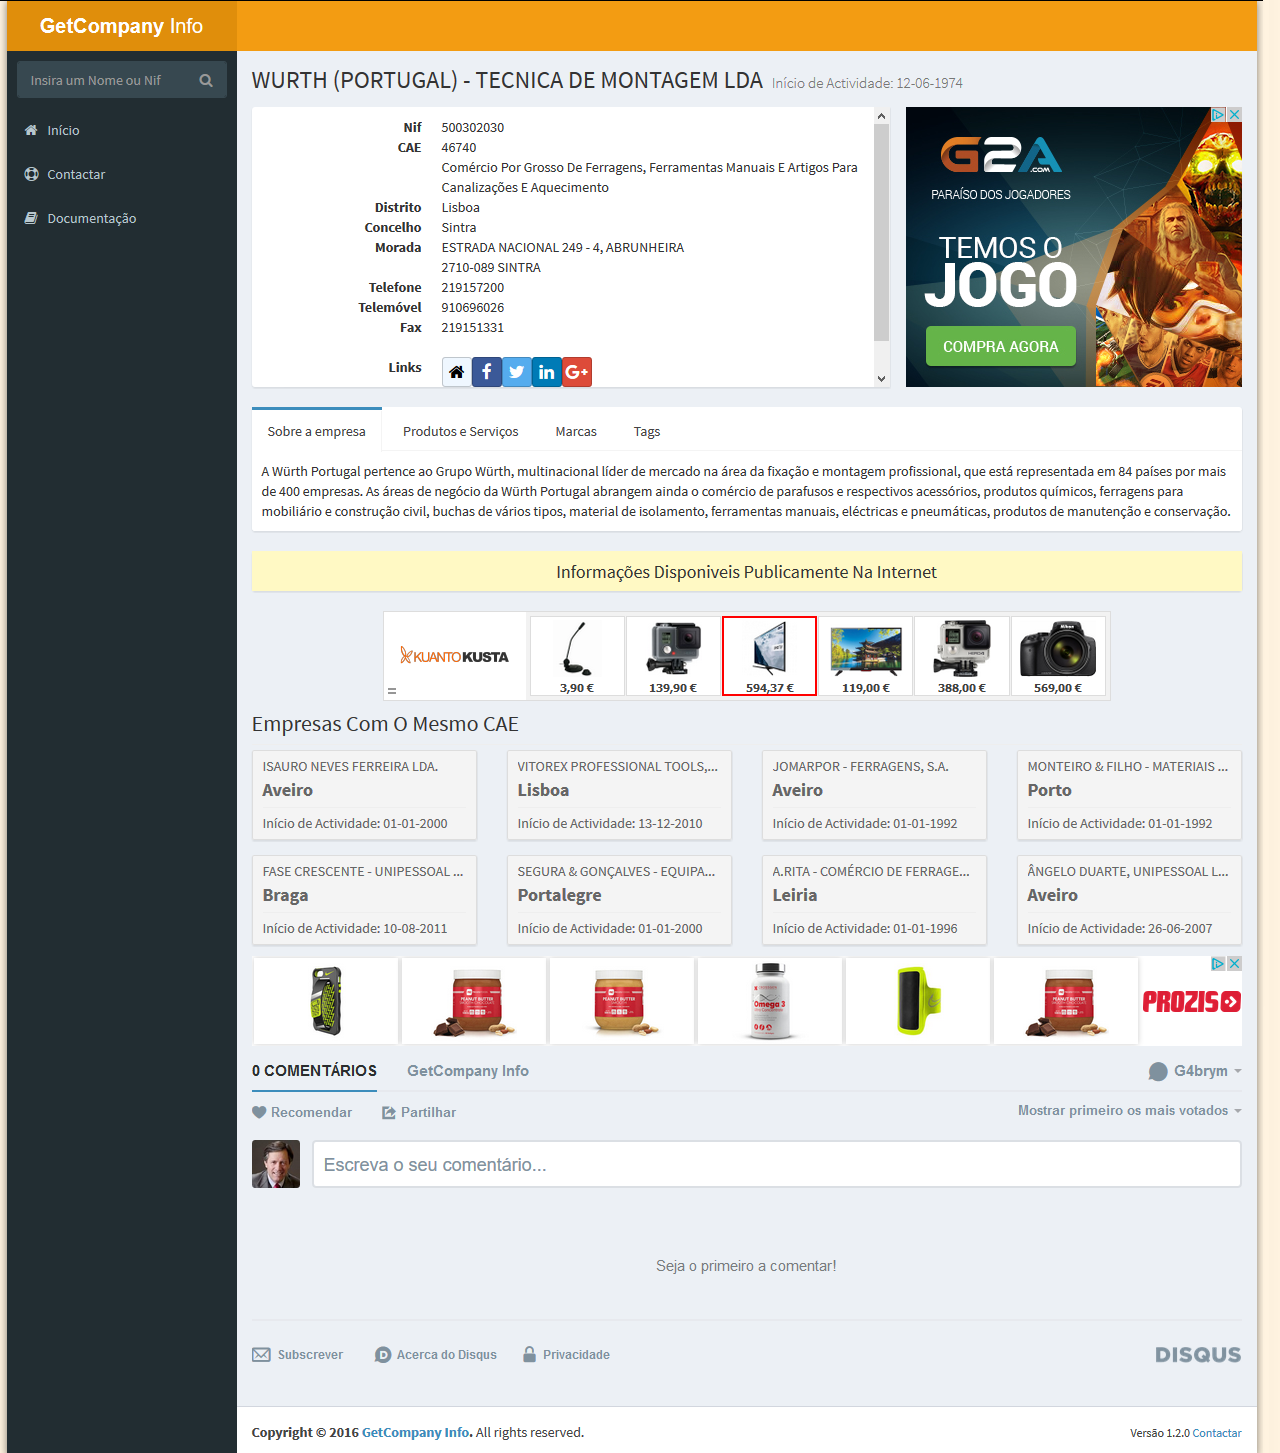 GetCompany Info
Insira um Nome ou Nif
Início
Contactar
Documentação
WURTH (PORTUGAL) - TECNICA DE MONTAGEM LDA Início de Actividade: 12-06-1974
Nif 500302030
CAE 46740
Comércio Por Grosso De Ferragens, Ferramentas Manuais E Artigos Para
Canalizações E Aquecimento
Distrito Lisboa
Concelho Sintra
Morada ESTRADA NACIONAL 249 - 4, ABRUNHEIRA
2710-089 SINTRA
Telefone 219157200
Telemóvel 910696026
Fax 219151331
Links
G2A
.COM
PARAÍSO DOS JOGADORES
TEMOS O
JOGO
COMPRA AGORA
Sobre a empresa Produtos e Serviços Marcas Tags
A Würth Portugal pertence ao Grupo Würth, multinacional líder de mercado na área da fixação e montagem profissional, que está representada em 84 países por mais
de 400 empresas. As áreas de negócio da Würth Portugal abrangem ainda o comércio de parafusos e respectivos acessórios, produtos químicos, ferragens para
mobiliário e construção civil, buchas de vários tipos, material de isolamento, ferramentas manuais, eléctricas e pneumáticas, produtos de manutenção e conservação.
Informações Disponiveis Publicamente Na Internet
KUANTOKUSTA
3,90 € 139,90 € 594,37 € 119,00 € 388,00 € 569,00 €
Empresas Com O Mesmo CAE
ISAURO NEVES FERREIRA LDA.
Aveiro
Início de Actividade: 01-01-2000
VITOREX PROFESSIONAL TOOLS,...
Lisboa
Início de Actividade: 13-12-2010
JOMARPOR - FERRAGENS, S.A.
Aveiro
Início de Actividade: 01-01-1992
MONTEIRO & FILHO - MATERIAIS ...
Porto
Início de Actividade: 01-01-1992
FASE CRESCENTE - UNIPESSOAL ...
Braga
Início de Actividade: 10-08-2011
SEGURA & GONÇALVES - EQUIPA...
Portalegre
Início de Actividade: 01-01-2000
A.RITA - COMÉRCIO DE FERRAGE...
Leiria
Início de Actividade: 01-01-1996
ÂNGELO DUARTE, UNIPESSOAL L...
Aveiro
Início de Actividade: 26-06-2007
PEANUT BUTTER
PEANUT BUTTER
Omega 3
PEANUT BUTTER
PROZIS
0 COMENTÁRIOS GetCompany Info G4brym
Recomendar Partilhar Mostrar primeiro os mais votados
Escreva o seu comentário...
Seja o primeiro a comentar!
Subscrever Acerca do Disqus Privacidade DISQUS
Copyright © 2016 GetCompany Info. All rights reserved. Versão 1.2.0 Contactar